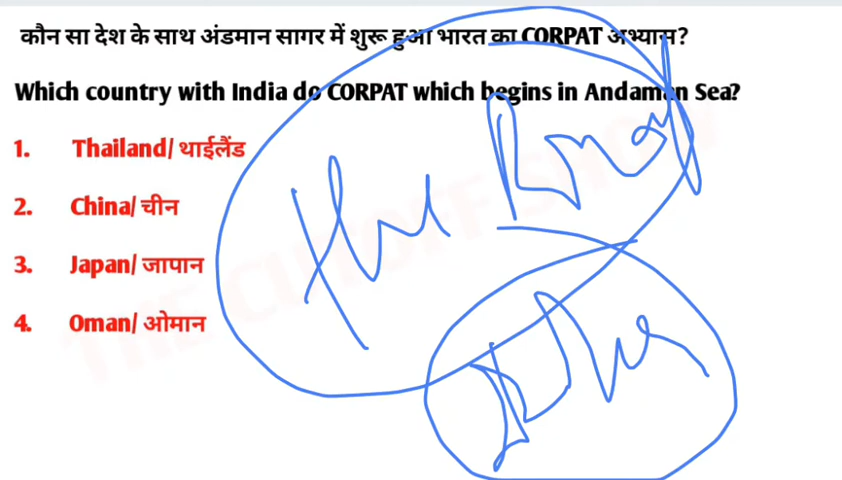 कौन सा देश के साथ अंडमान सागर में शुरू हुआ भारत का CORPAT अभ्यास?
Which country with India do CORPAT which begins in Andaman Sea?
1. Thailand/ थाईलैंड
2. China/ चीन
3. Japan/ जापान
4. Oman/ ओमान